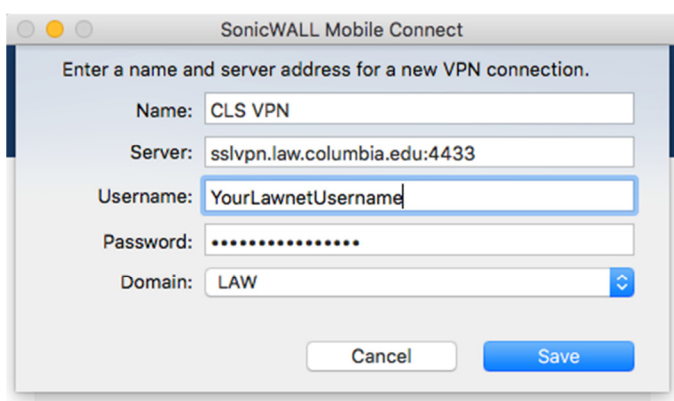 SonicWALL Mobile Connect
Enter a name and server address for a new VPN connection.
Name: CLS VPN
Server: sslvpn.law.columbia.edu:4433
Username: YourLawnetUsername
Password: ••••••••••••••••
Domain: LAW
Cancel Save